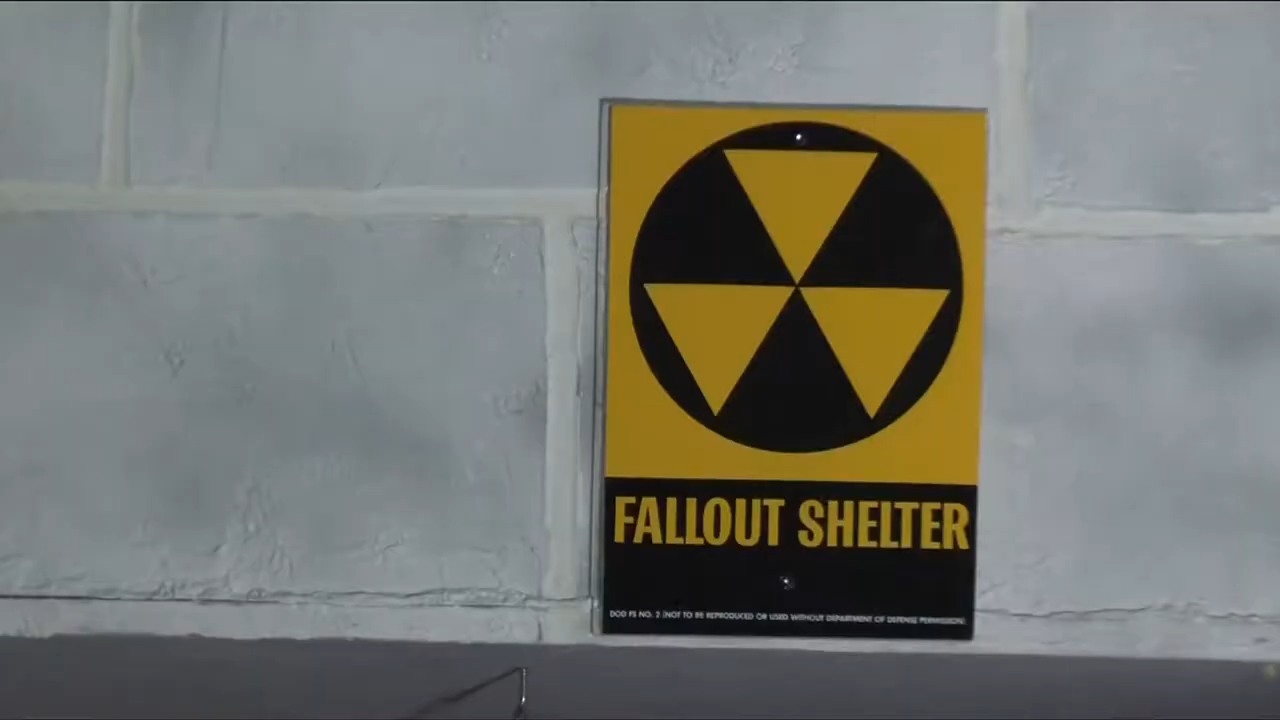 FALLOUT SHELTER
DOD FS NO. 2 (NOT TO BE REPRODUCED OR USED WITHOUT DEPARTMENT OF DEFENSE PERMISSION)